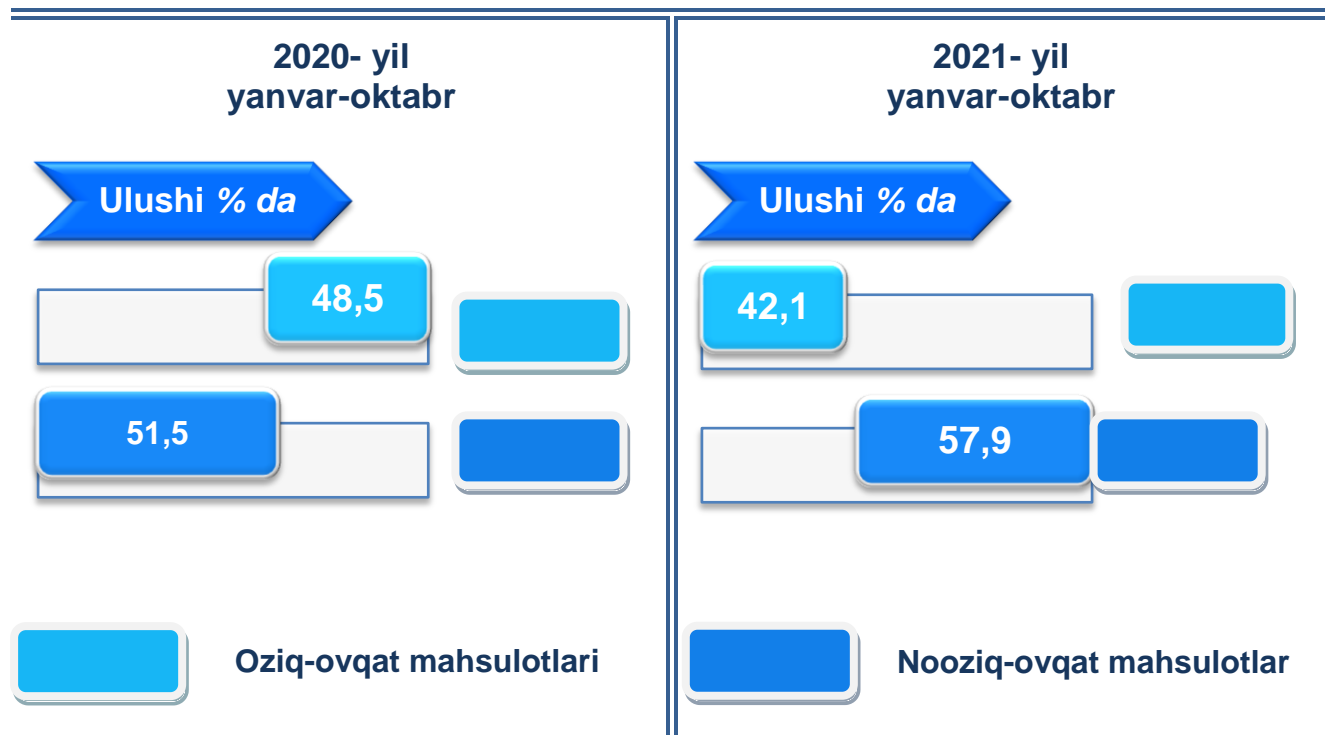 2020- yil
yanvar-oktabr
Ulushi % da
48,5
51,5
2021- yil
yanvar-oktabr
Ulushi % da
42,1
57,9
Oziq-ovqat mahsulotlari
Nooziq-ovqat mahsulotlar